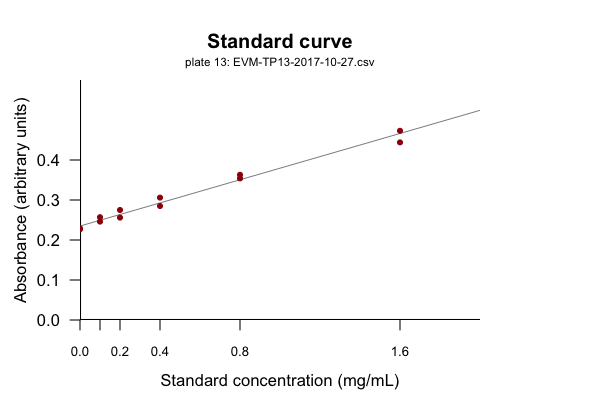 Standard curve
plate 13: EVM-TP13-2017-10-27.csv
Absorbance (arbitrary units)
0.4
0.3
0.2
0.1
0.0
0.0 0.2 0.4 0.8 1.6
Standard concentration (mg/mL)